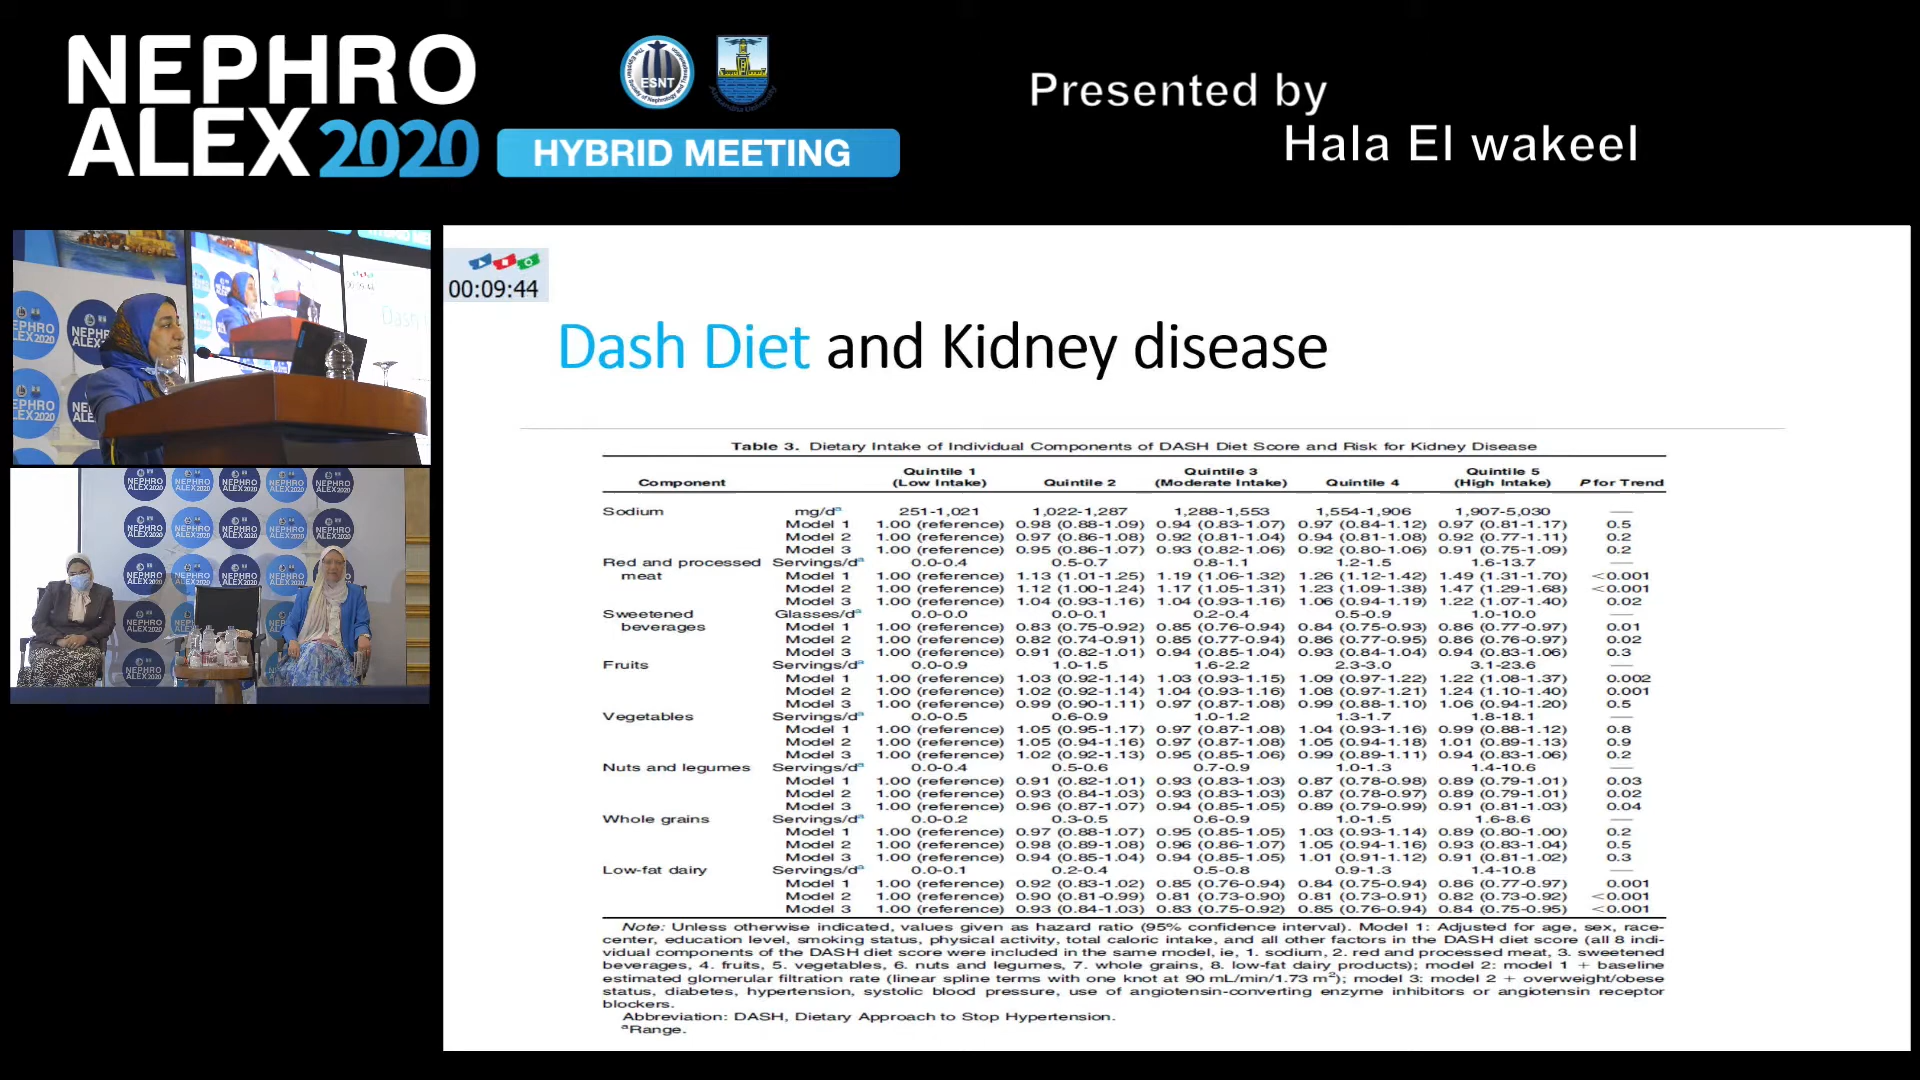 NEPHRO
ALEX 2020
HYBRID MEETING
ESNT
Presented by
Hala El wakeel
00:09:44
Dash Diet and Kidney disease
Table 3. Dietary Intake of Individual Components of DASH Diet Score and Risk for Kidney Disease
Component Quintile 1 (Low Intake) Quintile 2 Quintile 3 (Moderate Intake) Quintile 4 Quintile 5 (High Intake) P for Trend
Sodium mg/dᵃ 251-1,021 1,022-1,287 1,288-1,553 1,554-1,906 1,907-5,030 —
Model 1 1.00 (reference) 0.98 (0.88-1.09) 0.94 (0.83-1.07) 0.97 (0.84-1.12) 0.97 (0.81-1.17) 0.5
Model 2 1.00 (reference) 0.97 (0.86-1.08) 0.92 (0.81-1.04) 0.94 (0.81-1.08) 0.92 (0.77-1.11) 0.2
Model 3 1.00 (reference) 0.95 (0.86-1.07) 0.93 (0.82-1.06) 0.92 (0.80-1.06) 0.91 (0.75-1.09) 0.2
Red and processed meat Servings/dᵃ 0.0-0.4 0.5-0.7 0.8-1.1 1.2-1.5 1.6-13.7 —
Model 1 1.00 (reference) 1.13 (1.01-1.25) 1.19 (1.06-1.32) 1.26 (1.12-1.42) 1.49 (1.31-1.70) <0.001
Model 2 1.00 (reference) 1.12 (1.00-1.24) 1.17 (1.05-1.31) 1.23 (1.09-1.38) 1.47 (1.29-1.68) <0.001
Model 3 1.00 (reference) 1.04 (0.93-1.16) 1.04 (0.93-1.16) 1.06 (0.94-1.19) 1.22 (1.07-1.40) 0.02
Sweetened beverages Glasses/dᵃ 0.0-0.0 0.0-0.1 0.2-0.4 0.5-0.9 1.0-10.0 —
Model 1 1.00 (reference) 0.83 (0.75-0.92) 0.85 (0.76-0.94) 0.84 (0.75-0.93) 0.86 (0.77-0.97) 0.01
Model 2 1.00 (reference) 0.82 (0.74-0.91) 0.85 (0.77-0.94) 0.86 (0.77-0.95) 0.86 (0.76-0.97) 0.02
Model 3 1.00 (reference) 0.91 (0.82-1.01) 0.94 (0.85-1.04) 0.93 (0.84-1.04) 0.94 (0.83-1.06) 0.3
Fruits Servings/dᵃ 0.0-0.9 1.0-1.5 1.6-2.2 2.3-3.0 3.1-23.6 —
Model 1 1.00 (reference) 1.03 (0.92-1.14) 1.03 (0.93-1.15) 1.09 (0.97-1.22) 1.22 (1.08-1.37) 0.002
Model 2 1.00 (reference) 1.02 (0.92-1.14) 1.04 (0.93-1.16) 1.08 (0.97-1.21) 1.24 (1.10-1.40) 0.001
Model 3 1.00 (reference) 0.99 (0.90-1.11) 0.97 (0.87-1.08) 0.99 (0.88-1.10) 1.06 (0.94-1.20) 0.5
Vegetables Servings/dᵃ 0.0-0.5 0.6-0.9 1.0-1.2 1.3-1.7 1.8-18.1 —
Model 1 1.00 (reference) 1.05 (0.95-1.17) 0.97 (0.87-1.08) 1.04 (0.93-1.16) 0.99 (0.88-1.12) 0.8
Model 2 1.00 (reference) 1.05 (0.94-1.16) 0.97 (0.87-1.08) 1.05 (0.94-1.18) 1.01 (0.89-1.13) 0.9
Model 3 1.00 (reference) 1.02 (0.92-1.13) 0.95 (0.85-1.06) 0.99 (0.89-1.11) 0.94 (0.83-1.06) 0.2
Nuts and legumes Servings/dᵃ 0.0-0.4 0.5-0.6 0.7-0.9 1.0-1.3 1.4-10.6 —
Model 1 1.00 (reference) 0.91 (0.82-1.01) 0.93 (0.83-1.03) 0.87 (0.78-0.98) 0.89 (0.79-1.01) 0.03
Model 2 1.00 (reference) 0.93 (0.84-1.03) 0.93 (0.83-1.03) 0.87 (0.78-0.97) 0.89 (0.79-1.01) 0.02
Model 3 1.00 (reference) 0.96 (0.87-1.07) 0.94 (0.85-1.05) 0.89 (0.79-0.99) 0.91 (0.81-1.03) 0.04
Whole grains Servings/dᵃ 0.0-0.2 0.3-0.5 0.6-0.9 1.0-1.5 1.6-8.6 —
Model 1 1.00 (reference) 0.97 (0.88-1.07) 0.95 (0.85-1.05) 1.03 (0.93-1.14) 0.89 (0.80-1.00) 0.2
Model 2 1.00 (reference) 0.98 (0.89-1.08) 0.96 (0.86-1.07) 1.05 (0.94-1.16) 0.93 (0.83-1.04) 0.5
Model 3 1.00 (reference) 0.94 (0.85-1.04) 0.94 (0.85-1.05) 1.01 (0.91-1.12) 0.91 (0.81-1.02) 0.3
Low-fat dairy Servings/dᵃ 0.0-0.1 0.2-0.4 0.5-0.8 0.9-1.3 1.4-10.8 —
Model 1 1.00 (reference) 0.92 (0.83-1.02) 0.85 (0.76-0.94) 0.84 (0.75-0.94) 0.86 (0.77-0.97) 0.001
Model 2 1.00 (reference) 0.90 (0.81-0.99) 0.81 (0.73-0.90) 0.81 (0.73-0.91) 0.82 (0.73-0.92) <0.001
Model 3 1.00 (reference) 0.93 (0.84-1.03) 0.83 (0.75-0.92) 0.85 (0.76-0.94) 0.84 (0.75-0.95) <0.001
Note: Unless otherwise indicated, values given as hazard ratio (95% confidence interval). Model 1: Adjusted for age, sex, race-
center, education level, smoking status, physical activity, total caloric intake, and all other factors in the DASH diet score (all 8 indi-
vidual components of the DASH diet score were included in the same model, ie, 1. sodium, 2. red and processed meat, 3. sweetened
beverages, 4. fruits, 5. vegetables, 6. nuts and legumes, 7. whole grains, 8. low-fat dairy products); model 2: model 1 + baseline
estimated glomerular filtration rate (linear spline terms with one knot at 90 mL/min/1.73 m²); model 3: model 2 + overweight/obese
status, diabetes, hypertension, systolic blood pressure, use of angiotensin-converting enzyme inhibitors or angiotensin receptor
blockers.
Abbreviation: DASH, Dietary Approach to Stop Hypertension.
ᵃRange.